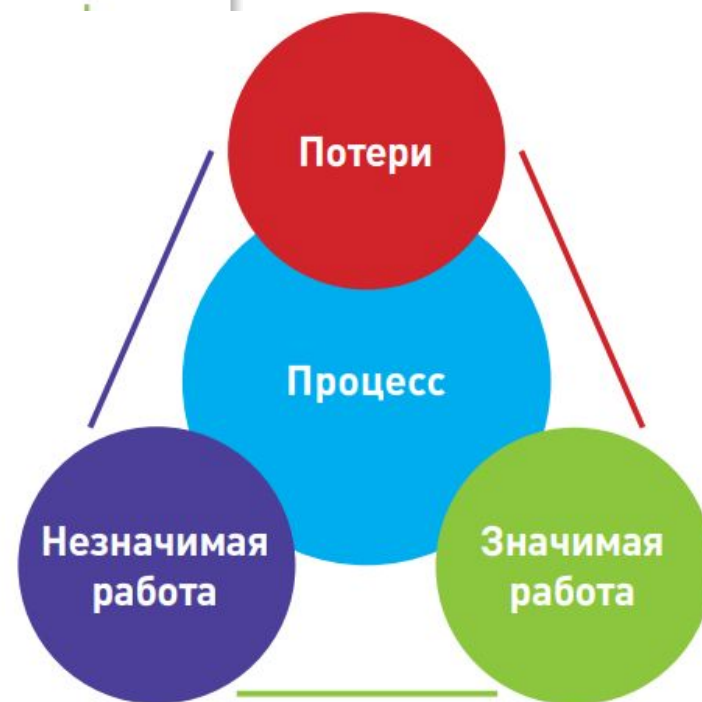 Потери
Процесс
Незначимая
работа
Значимая
работа